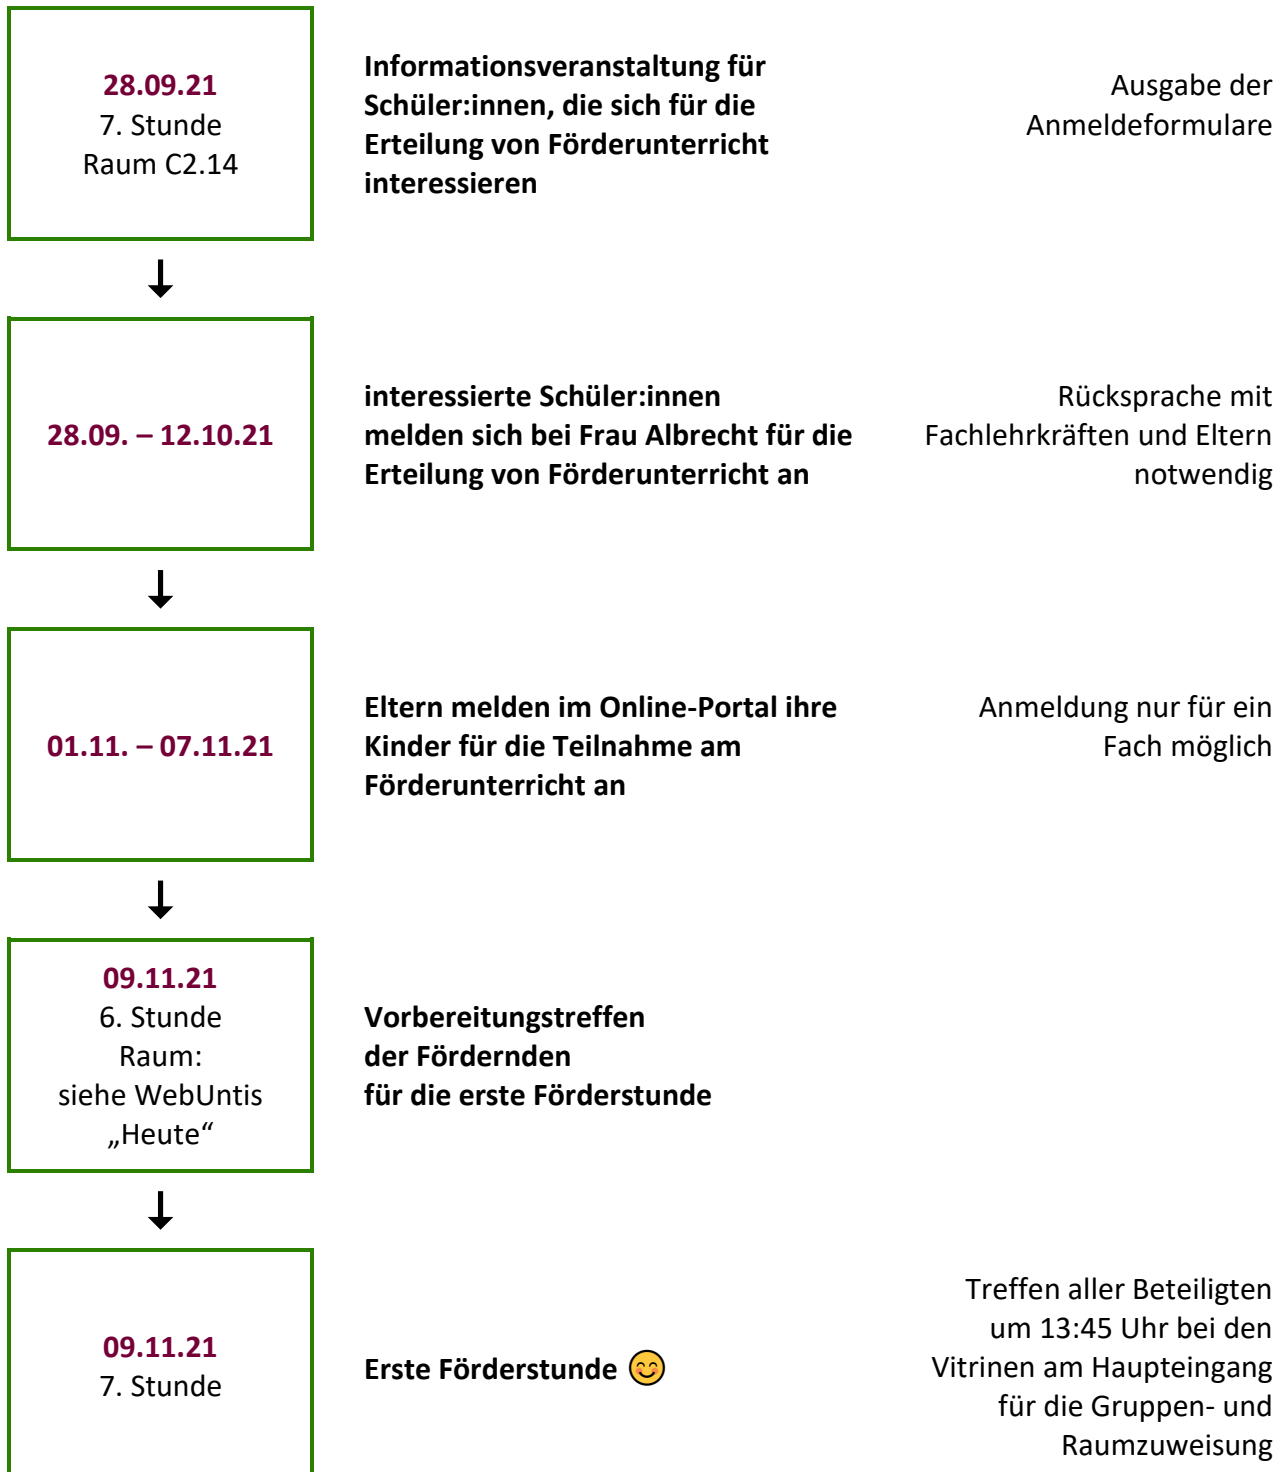 28.09.21
7. Stunde
Raum C2.14
Informationsveranstaltung für
Schüler:innen, die sich für die
Erteilung von Förderunterricht
interessieren
Ausgabe der
Anmeldeformulare
28.09. – 12.10.21
interessierte Schüler:innen
melden sich bei Frau Albrecht für die
Erteilung von Förderunterricht an
Rücksprache mit
Fachlehrkräften und Eltern
notwendig
01.11. – 07.11.21
Eltern melden im Online-Portal ihre
Kinder für die Teilnahme am
Förderunterricht an
Anmeldung nur für ein
Fach möglich
09.11.21
6. Stunde
Raum:
siehe WebUntis
„Heute“
Vorbereitungstreffen
der Fördernden
für die erste Förderstunde
09.11.21
7. Stunde
Erste Förderstunde 😊
Treffen aller Beteiligten
um 13:45 Uhr bei den
Vitrinen am Haupteingang
für die Gruppen- und
Raumzuweisung